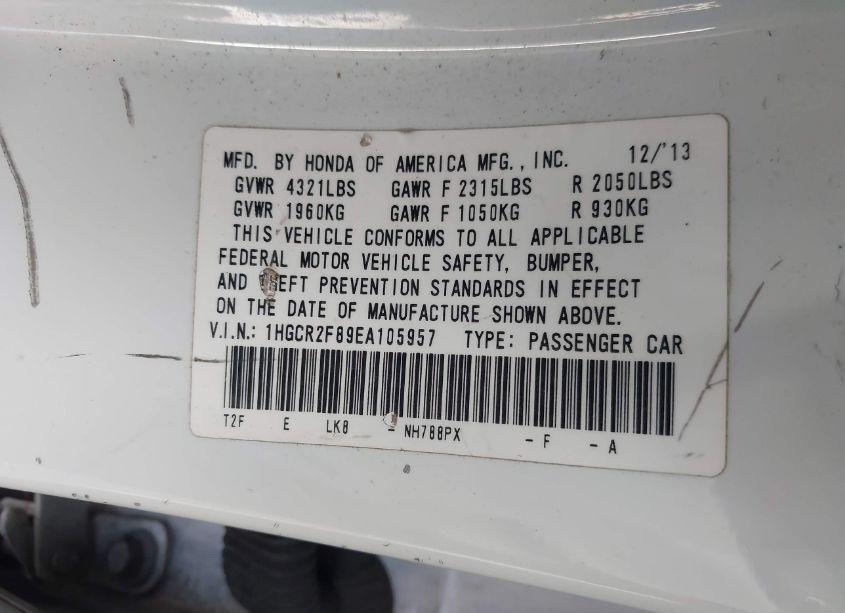 MFD. BY HONDA OF AMERICA MFG., INC. 12/'13
GVWR 4321LBS GAWR F 2315LBS R 2050LBS
GVWR 1960KG GAWR F 1050KG R 930KG
THIS VEHICLE CONFORMS TO ALL APPLICABLE
FEDERAL MOTOR VEHICLE SAFETY, BUMPER,
AND THEFT PREVENTION STANDARDS IN EFFECT
ON THE DATE OF MANUFACTURE SHOWN ABOVE.
V.I.N.: 1HGCR2F89EA105957 TYPE: PASSENGER CAR
T2F E LK8 - NH788PX - F - A